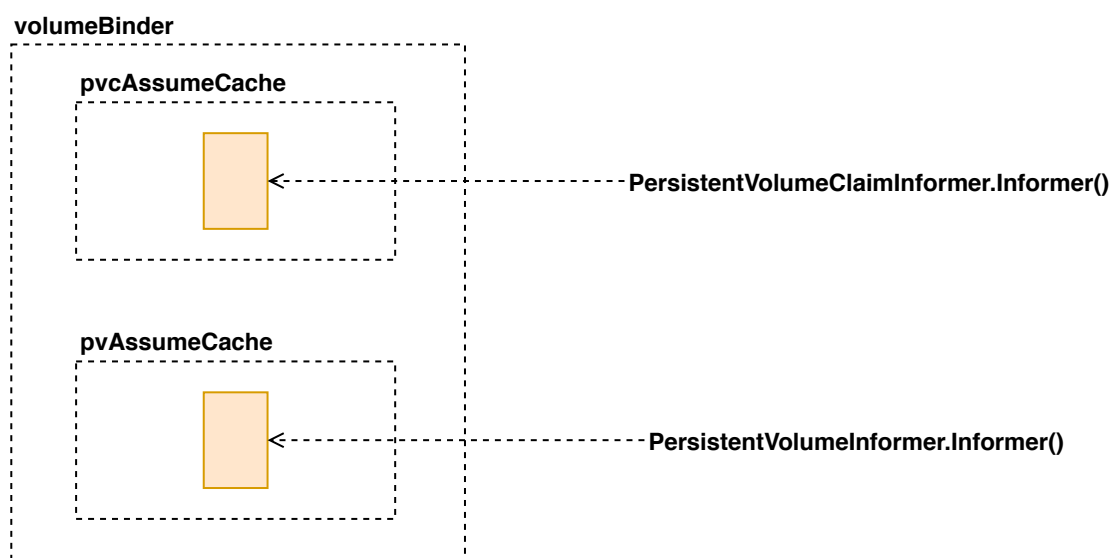 volumeBinder
pvcAssumeCache
PersistentVolumeClaimInformer.Informer()
pvAssumeCache
PersistentVolumeInformer.Informer()